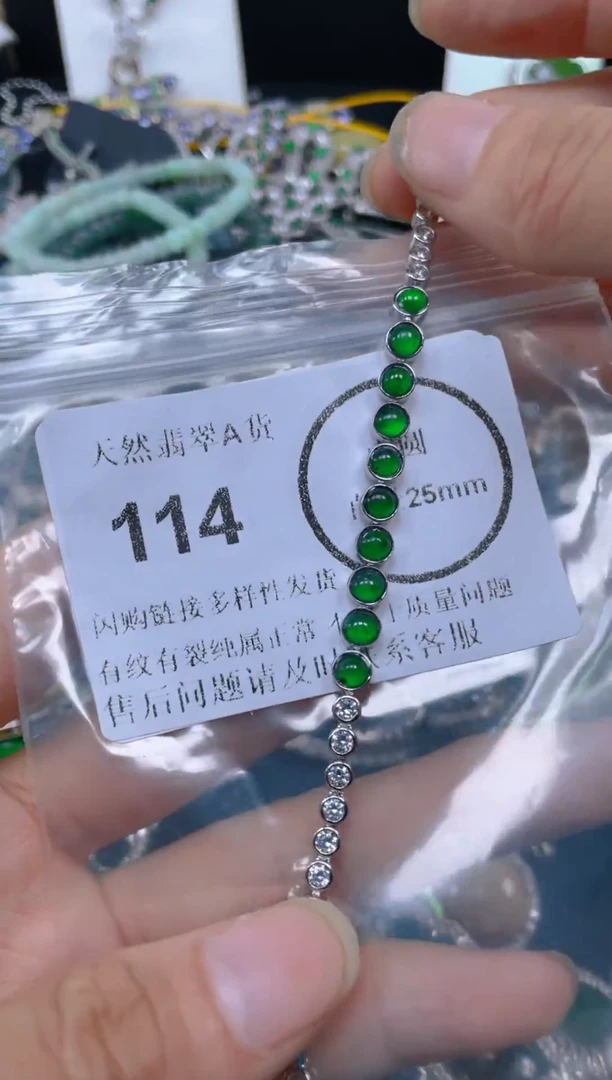 天然翡翠A货
114
圆
25mm
闪购链接多样性发货 质量问题
有纹有裂纯属正常
售后问题请及时 系客服